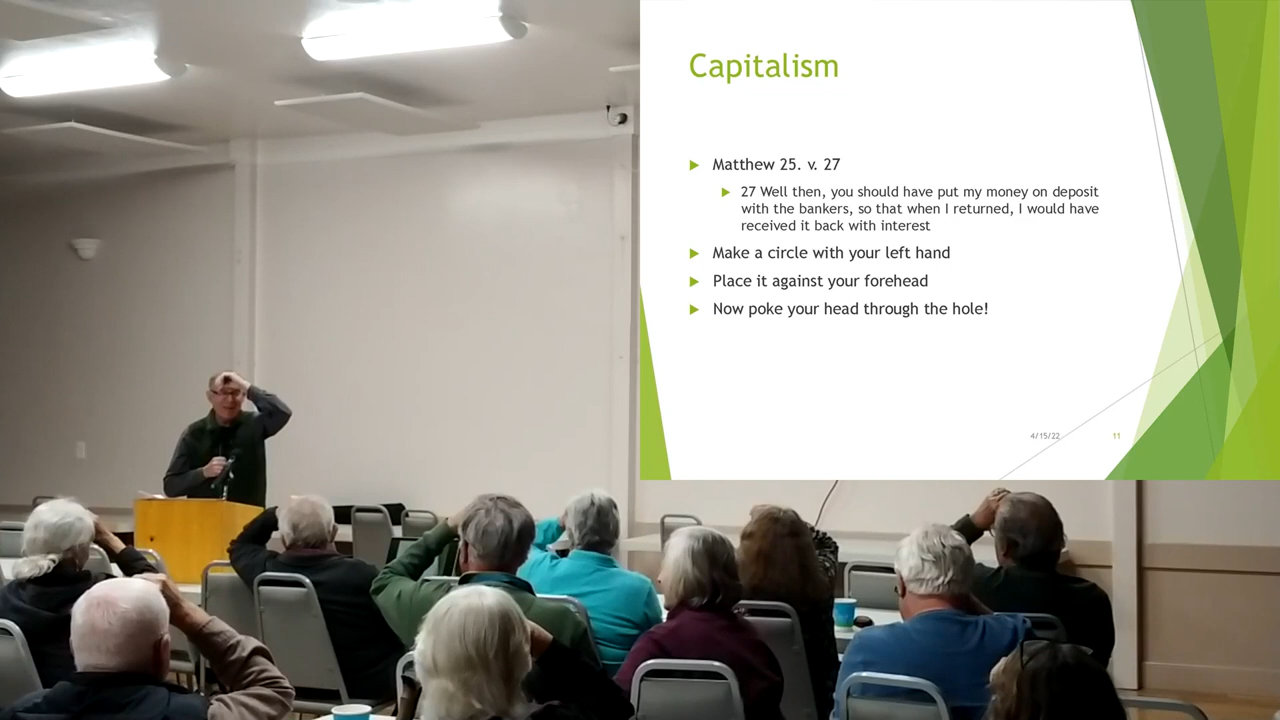 Capitalism
Matthew 25. v. 27
27 Well then, you should have put my money on deposit
with the bankers, so that when I returned, I would have
received it back with interest
Make a circle with your left hand
Place it against your forehead
Now poke your head through the hole!
4/15/22
11